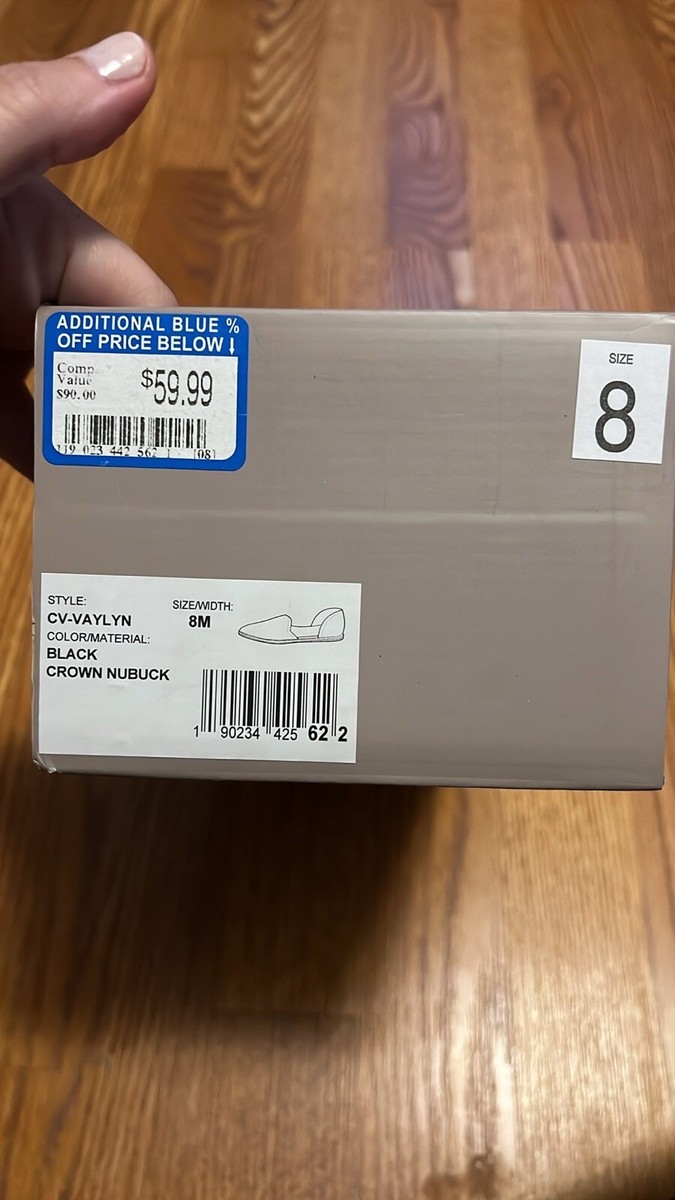 ADDITIONAL BLUE %
OFF PRICE BELOW ↓
Comp.
Value
$90.00
$59.99
[08]
SIZE
8
STYLE:
CV-VAYLYN
COLOR/MATERIAL:
BLACK
CROWN NUBUCK
SIZE/WIDTH:
8M
1 90234 425 62 2